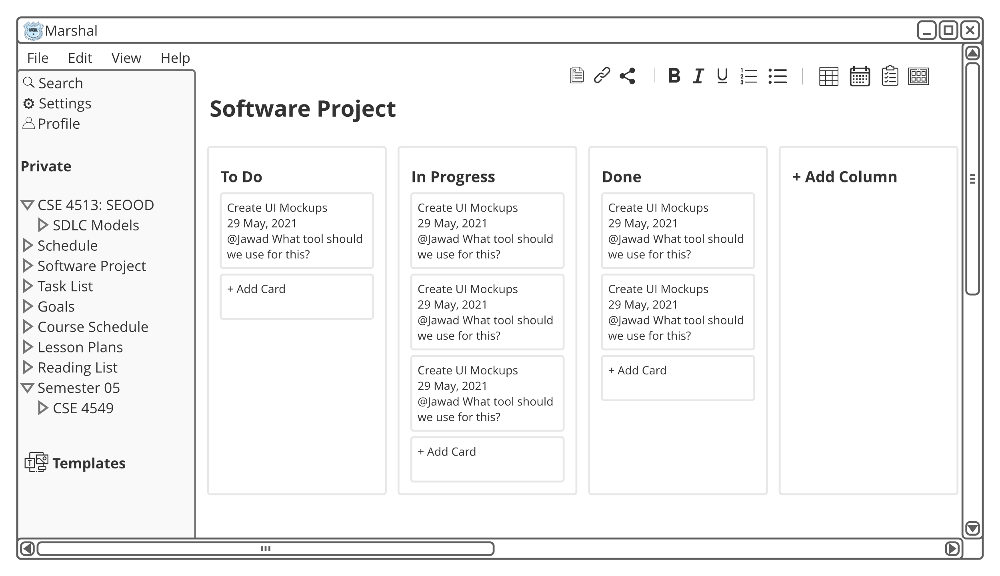 MARSHAL
Marshal
File Edit View Help
Search
Settings
Profile
Private
CSE 4513: SEOOD
SDLC Models
Schedule
Software Project
Task List
Goals
Course Schedule
Lesson Plans
Reading List
Semester 05
CSE 4549
T
Templates
B I U
1
2
3
Software Project
To Do
Create UI Mockups
29 May, 2021
@Jawad What tool should
we use for this?
+ Add Card
In Progress
Create UI Mockups
29 May, 2021
@Jawad What tool should
we use for this?
Create UI Mockups
29 May, 2021
@Jawad What tool should
we use for this?
Create UI Mockups
29 May, 2021
@Jawad What tool should
we use for this?
+ Add Card
Done
Create UI Mockups
29 May, 2021
@Jawad What tool should
we use for this?
Create UI Mockups
29 May, 2021
@Jawad What tool should
we use for this?
+ Add Card
+ Add Column